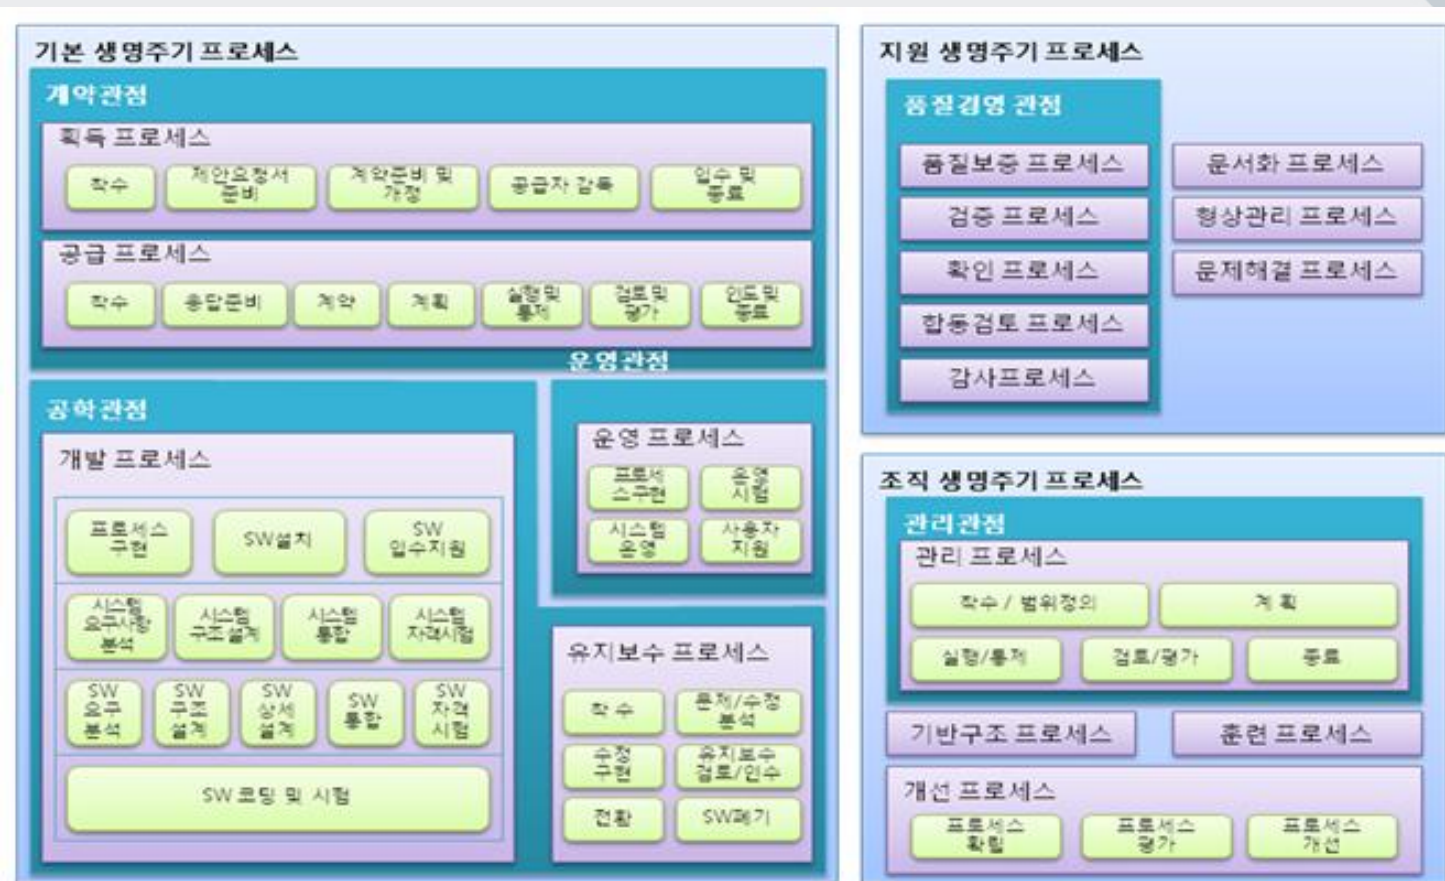 기본 생명주기 프로세스
계약관점
획득 프로세스
착수
제안요청서
준비
계약준비 및
개정
공급자 감독
입수 및
종료
공급 프로세스
착수
응답준비
계약
계획
실행및
통제
검토및
평가
인도및
종료
운영관점
운영 프로세스
프로세
스구현
운영
시험
시스템
운영
사용자
지원
공학관점
개발 프로세스
프로세스
구현
SW설치
SW
입수지원
시스템
요구사항
분석
시스템
구조설계
시스템
통합
시스템
자격시험
SW
요구
분석
SW
구조
설계
SW
상세
설계
SW
통합
SW
자격
시험
SW 코딩 및 시험
유지보수 프로세스
착 수
문제/수정
분석
수정
구현
유지보수
검토/인수
전환
SW폐기
지원 생명주기 프로세스
품질경영 관점
품질보증 프로세스
검증 프로세스
확인 프로세스
합동검토 프로세스
감사프로세스
문서화 프로세스
형상관리 프로세스
문제해결 프로세스
조직 생명주기 프로세스
관리관점
관리 프로세스
착수 / 범위정의
계 획
실행/통제
검토/평가
종료
기반구조 프로세스
훈련 프로세스
개선 프로세스
프로세스
확립
프로세스
평가
프로세스
개선